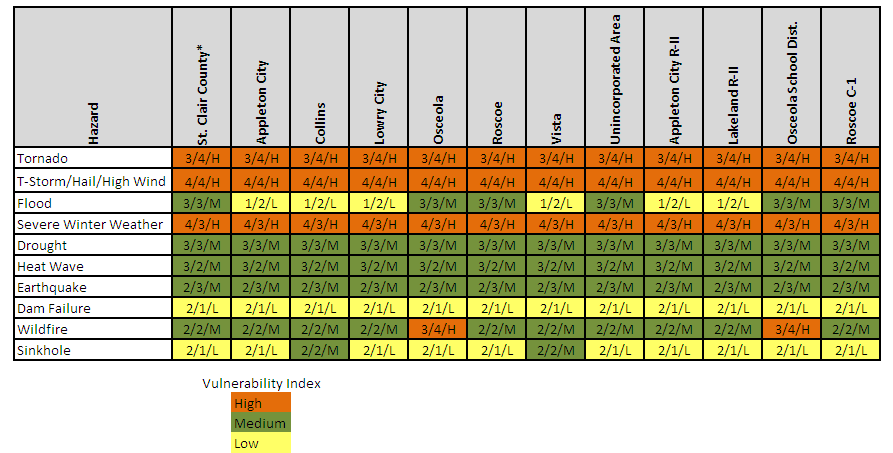 Hazard St. Clair County* Appleton City Collins Lowry City Osceola Roscoe Vista Unincorporated Area Appleton City R-II Lakeland R-II Osceola School Dist. Roscoe C-1
Tornado 3/4/H 3/4/H 3/4/H 3/4/H 3/4/H 3/4/H 3/4/H 3/4/H 3/4/H 3/4/H 3/4/H 3/4/H
T-Storm/Hail/High Wind 4/4/H 4/4/H 4/4/H 4/4/H 4/4/H 4/4/H 4/4/H 4/4/H 4/4/H 4/4/H 4/4/H 4/4/H
Flood 3/3/M 1/2/L 1/2/L 1/2/L 3/3/M 3/3/M 1/2/L 3/3/M 1/2/L 1/2/L 3/3/M 3/3/M
Severe Winter Weather 4/3/H 4/3/H 4/3/H 4/3/H 4/3/H 4/3/H 4/3/H 4/3/H 4/3/H 4/3/H 4/3/H 4/3/H
Drought 3/3/M 3/3/M 3/3/M 3/3/M 3/3/M 3/3/M 3/3/M 3/3/M 3/3/M 3/3/M 3/3/M 3/3/M
Heat Wave 3/2/M 3/2/M 3/2/M 3/2/M 3/2/M 3/2/M 3/2/M 3/2/M 3/2/M 3/2/M 3/2/M 3/2/M
Earthquake 2/3/M 2/3/M 2/3/M 2/3/M 2/3/M 2/3/M 2/3/M 2/3/M 2/3/M 2/3/M 2/3/M 2/3/M
Dam Failure 2/1/L 2/1/L 2/1/L 2/1/L 2/1/L 2/1/L 2/1/L 2/1/L 2/1/L 2/1/L 2/1/L 2/1/L
Wildfire 2/2/M 2/2/M 2/2/M 2/2/M 3/4/H 2/2/M 2/2/M 2/2/M 2/2/M 2/2/M 3/4/H 2/2/M
Sinkhole 2/1/L 2/1/L 2/2/M 2/1/L 2/1/L 2/1/L 2/2/M 2/1/L 2/1/L 2/1/L 2/1/L 2/1/L
Vulnerability Index
High
Medium
Low